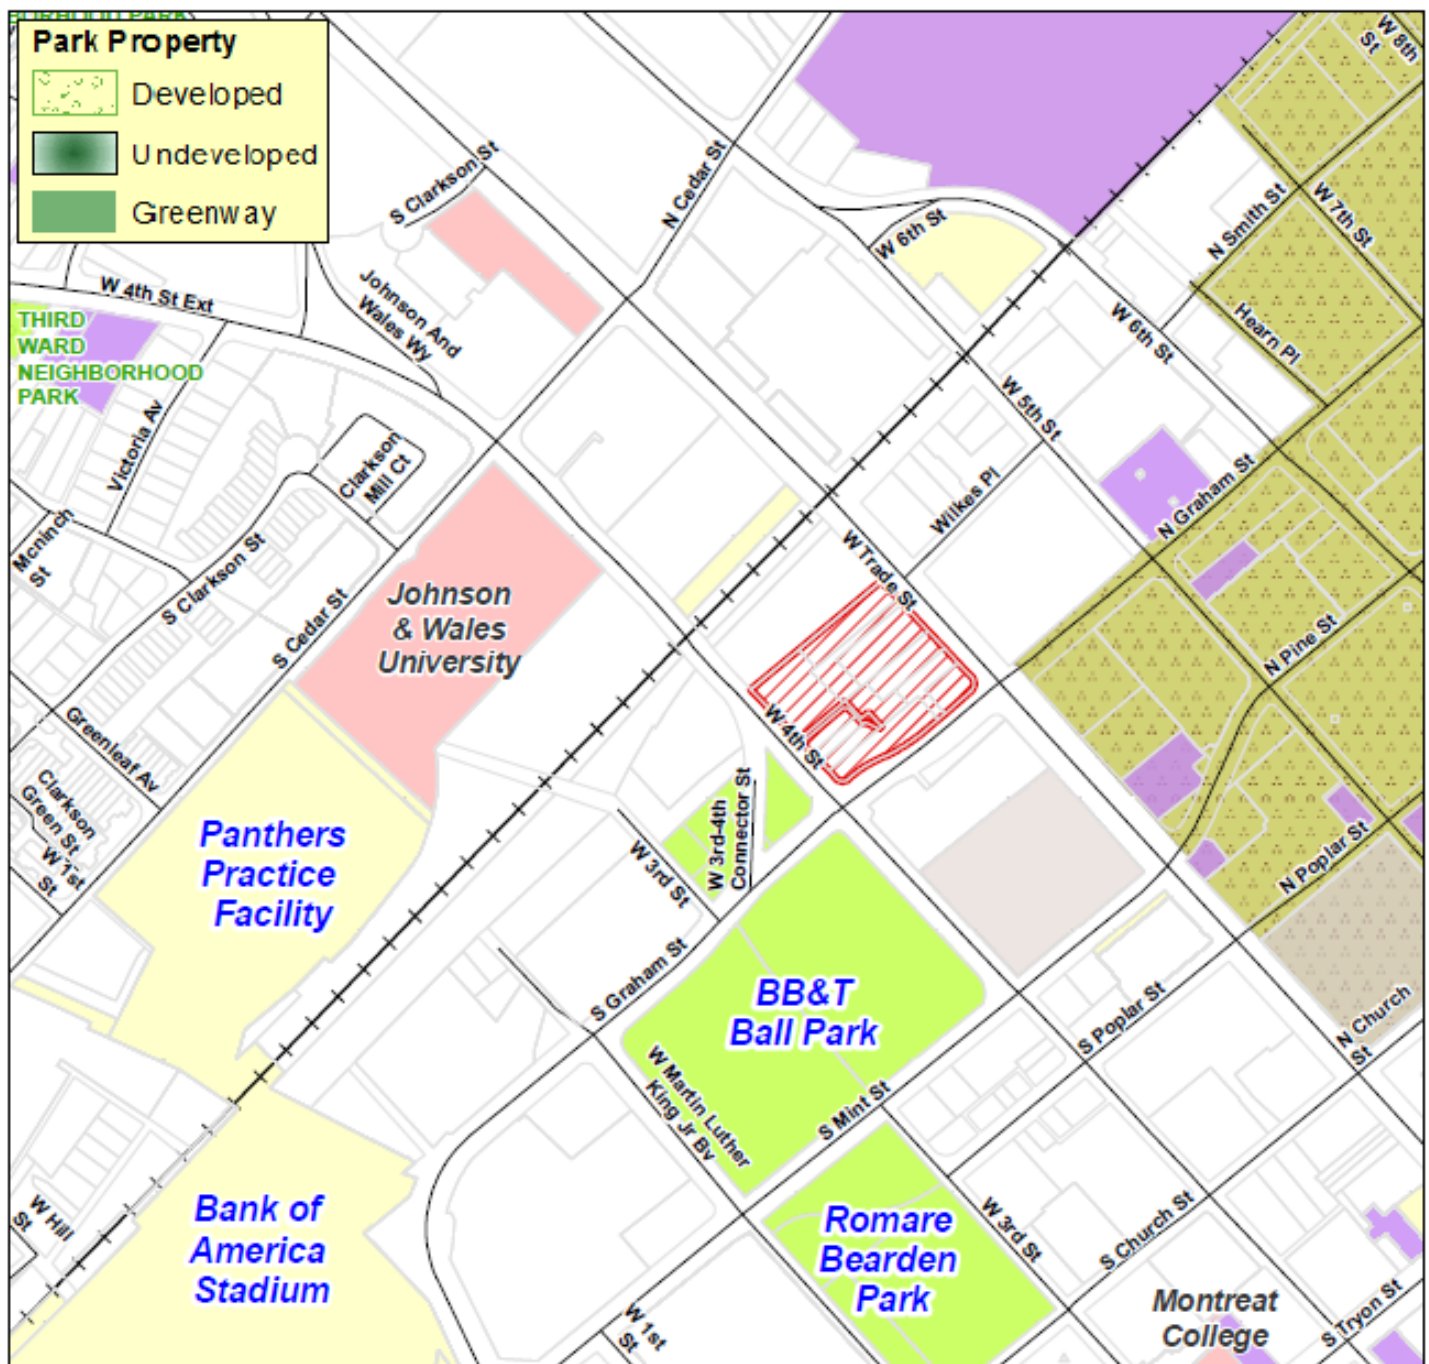 BORHOOD PARK
Park Property
Developed
Undeveloped
Greenway
W 8th
St
S Clarkson St
N Cedar St
W 6th St
N Smith St
W 7th St
W 4th St Ext
Johnson And
Wales Wy
THIRD
WARD
NEIGHBORHOOD
PARK
W 6th St
Hearn Pl
Victoria Av
Clarkson
Mill Ct
W 5th St
N Graham St
Wilkes Pl
Mcninch
St
S Clarkson St
S Cedar St
Johnson
& Wales
University
W Trade St
N Pine St
Greenleaf Av
W 4th St
Clarkson
Green St
W 1st
St
Panthers
Practice
Facility
W 3rd-4th
Connector St
W 3rd St
N Poplar St
S Graham St
BB&T
Ball Park
S Poplar St
N Church
St
W Martin Luther
King Jr Bv
S Mint St
W Hill
St
Bank of
America
Stadium
Romare
Bearden
Park
W 3rd St
S Church St
W 1st
St
Montreat
College
S Tryon St